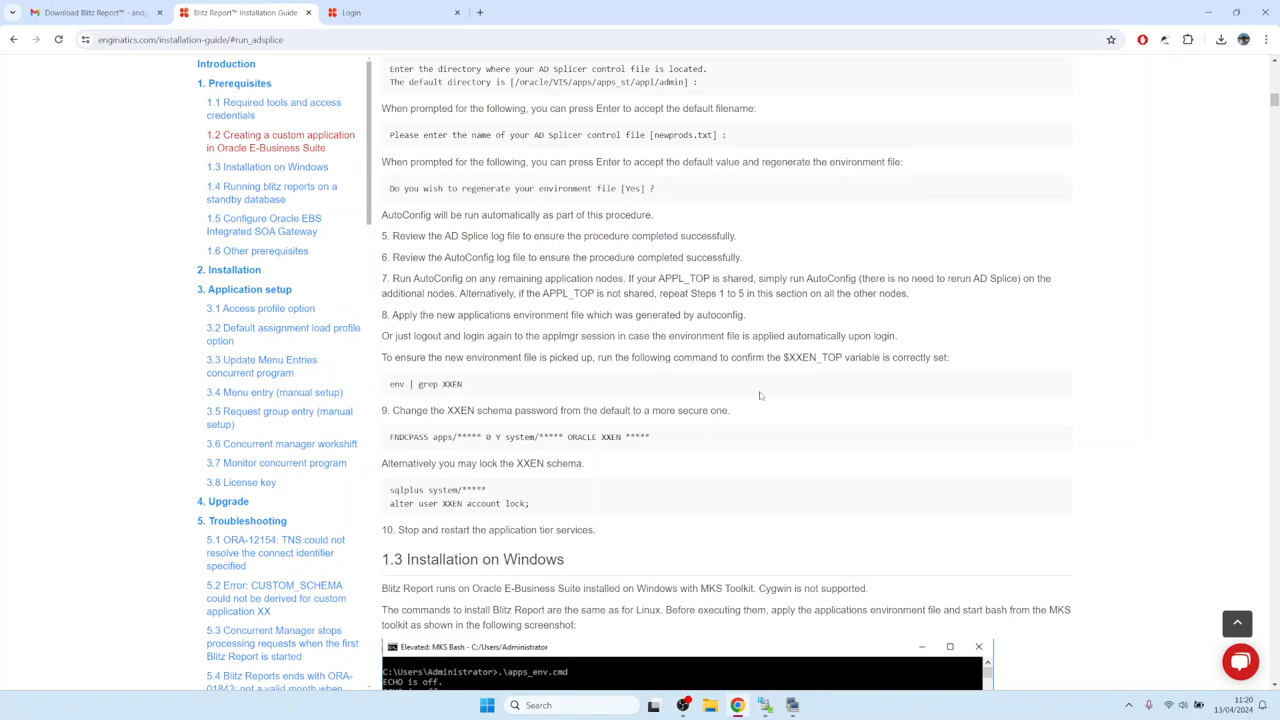 Download Blitz Report™ - andy
Blitz Report™ Installation Guide
Login
enginatics.com/installation-guide/#run_adsplice
Introduction
1. Prerequisites
1.1 Required tools and access
credentials
1.2 Creating a custom application
in Oracle E-Business Suite
1.3 Installation on Windows
1.4 Running blitz reports on a
standby database
1.5 Configure Oracle EBS
Integrated SOA Gateway
1.6 Other prerequisites
2. Installation
3. Application setup
3.1 Access profile option
3.2 Default assignment load profile
option
3.3 Update Menu Entries
concurrent program
3.4 Menu entry (manual setup)
3.5 Request group entry (manual
setup)
3.6 Concurrent manager workshift
3.7 Monitor concurrent program
3.8 License key
4. Upgrade
5. Troubleshooting
5.1 ORA-12154: TNS:could not
resolve the connect identifier
specified
5.2 Error: CUSTOM_SCHEMA
could not be derived for custom
application XX
5.3 Concurrent Manager stops
processing requests when the first
Blitz Report is started
5.4 Blitz Reports ends with ORA-
01843: not a valid month when
Enter the directory where your AD Splicer control file is located.
The default directory is [/oracle/VIS/apps/apps_st/appl/admin] :
When prompted for the following, you can press Enter to accept the default filename:
Please enter the name of your AD Splicer control file [newprods.txt] :
When prompted for the following, you can press Enter to accept the default value and regenerate the environment file:
Do you wish to regenerate your environment file [Yes] ?
AutoConfig will be run automatically as part of this procedure.
5. Review the AD Splice log file to ensure the procedure completed successfully.
6. Review the AutoConfig log file to ensure the procedure completed successfully.
7. Run AutoConfig on any remaining application nodes. If your APPL_TOP is shared, simply run AutoConfig (there is no need to rerun AD Splice) on the
additional nodes. Alternatively, if the APPL_TOP is not shared, repeat Steps 1 to 5 in this section on all the other nodes:
8. Apply the new applications environment file which was generated by autoconfig.
Or just logout and login again to the applmgr session in case the environment file is applied automatically upon login.
To ensure the new environment file is picked up, run the following command to confirm the $XXEN_TOP variable is correctly set:
env | grep XXEN
9. Change the XXEN schema password from the default to a more secure one.
FNDCPASS apps/***** 0 Y system/***** ORACLE XXEN *****
Alternatively you may lock the XXEN schema.
sqlplus system/*****
alter user XXEN account lock;
10. Stop and restart the application tier services.
1.3 Installation on Windows
Blitz Report runs on Oracle E-Business Suite installed on Windows with MKS Toolkit. Cygwin is not supported.
The commands to install Blitz Report are the same as for Linux. Before executing them, apply the applications environment file and start bash from the MKS
toolkit as shown in the following screenshot:
Elevated: MKS Bash - C:/Users/Administrator
C:\Users\Administrator>.\apps_env.cmd
ECHO is off.
Search
11:20
13/04/2024